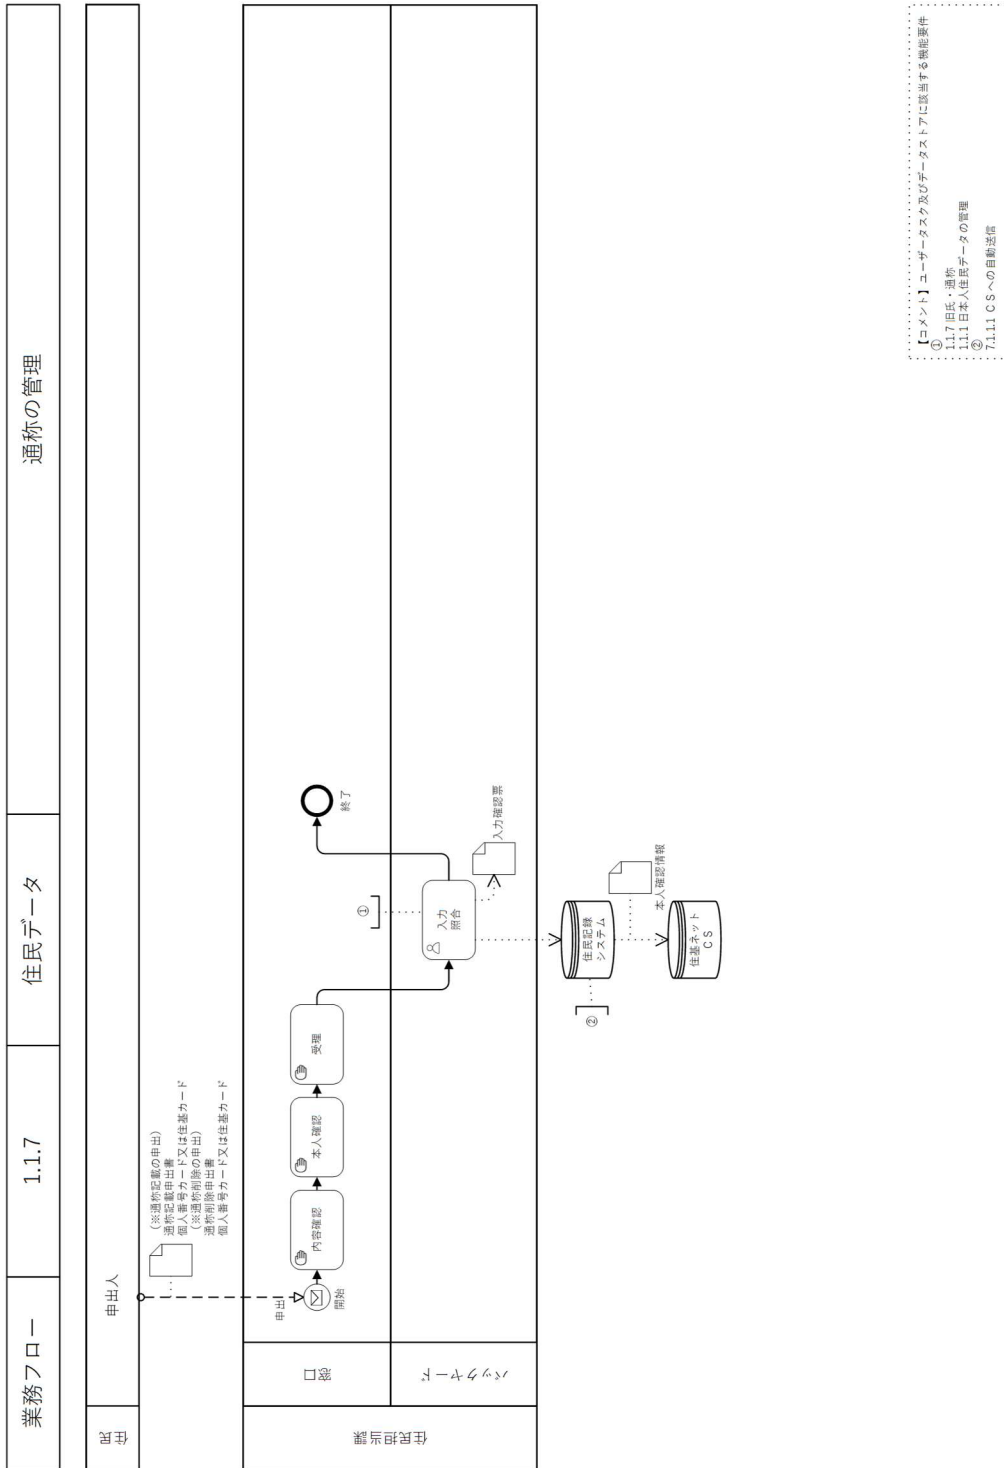 業務フロー
1.1.7
住民データ
通称の管理
住民
申出人
(※通称記載の申出)
通称記載申出書
個人番号カード又は住基カード
(※通称削除の申出)
通称削除申出書
個人番号カード又は住基カード
住民担当課
窓口
申出
開始
内容確認
本人確認
受理
終了
バックヤード
①
入力
照合
入力確認票
②
住民記録
システム
本人確認情報
住基ネット
CS
【コメント】ユーザータスク及びデータストアに該当する機能要件
①
1.1.7 旧氏・通称
1.1.1 日本人住民データの管理
②
7.1.1 CSへの自動送信